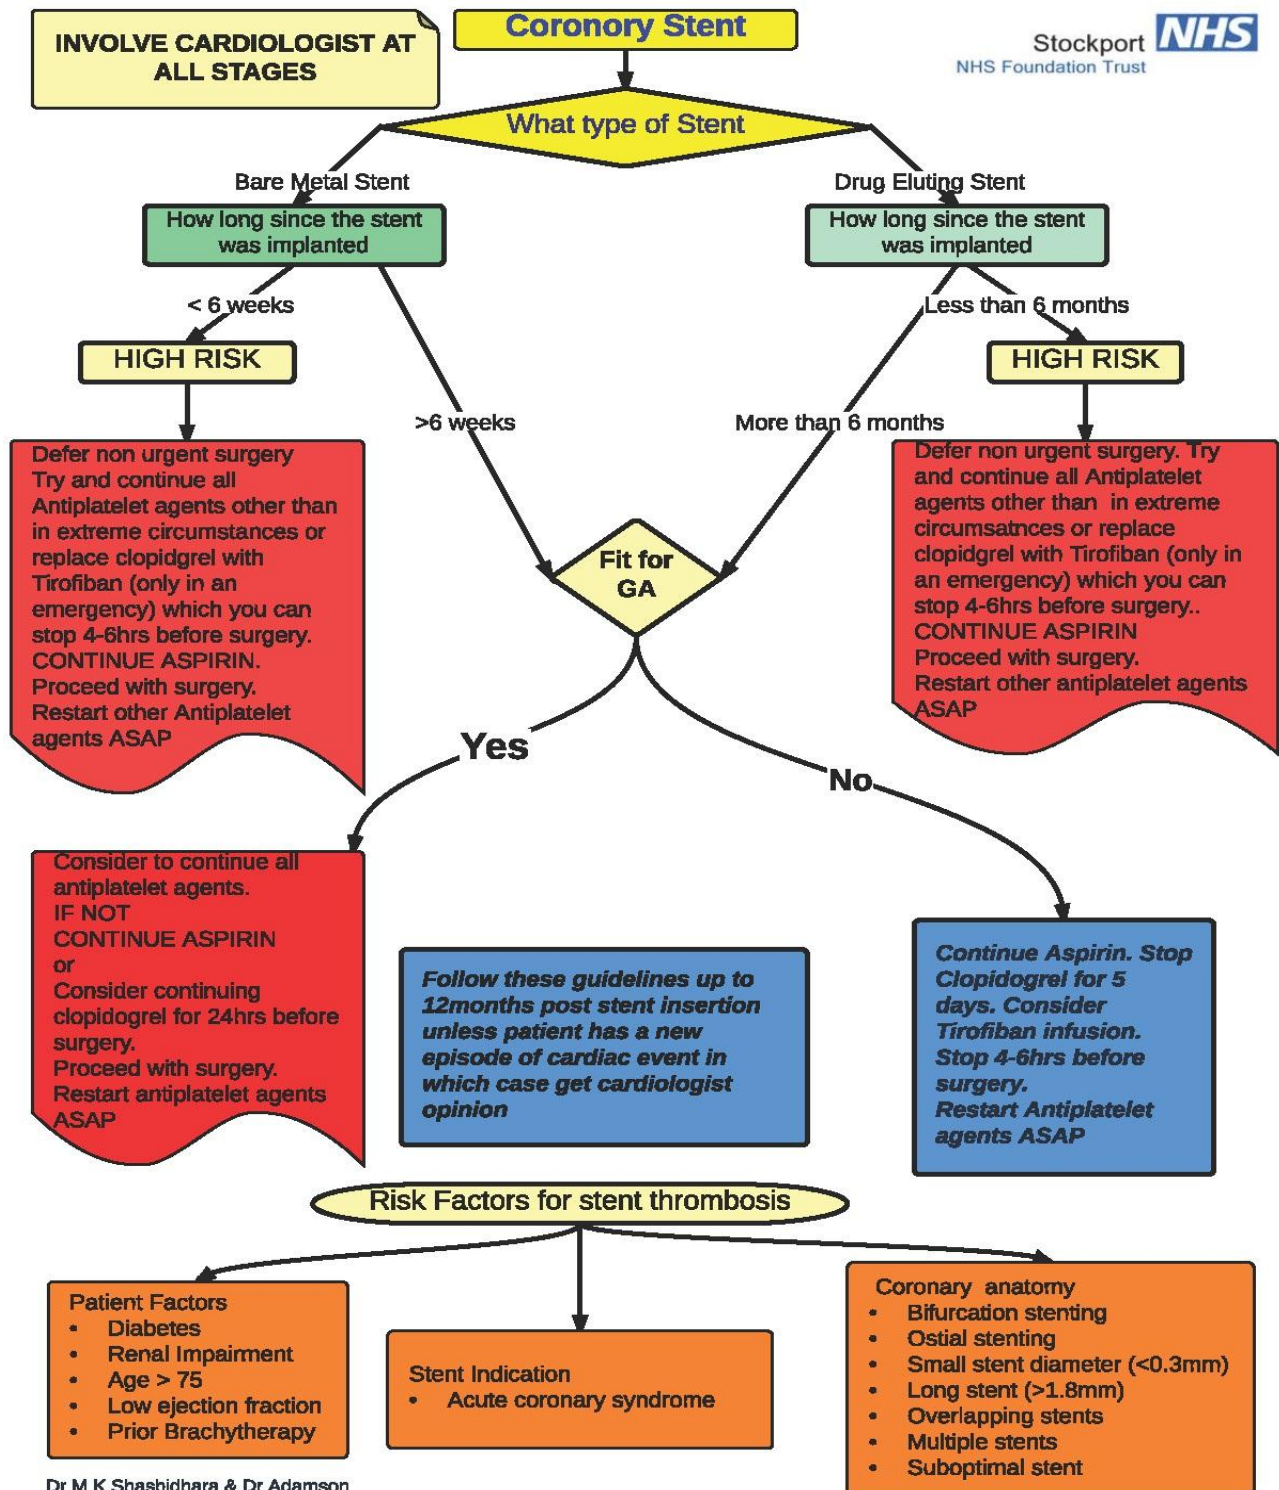 INVOLVE CARDIOLOGIST AT
ALL STAGES
Coronory Stent
Stockport NHS
NHS Foundation Trust
What type of Stent
Bare Metal Stent
Drug Eluting Stent
How long since the stent
was implanted
How long since the stent
was implanted
< 6 weeks
Less than 6 months
HIGH RISK
HIGH RISK
>6 weeks
More than 6 months
Defer non urgent surgery
Try and continue all
Antiplatelet agents other than
in extreme circumstances or
replace clopidgrel with
Tirofiban (only in an
emergency) which you can
stop 4-6hrs before surgery.
CONTINUE ASPIRIN.
Proceed with surgery.
Restart other Antiplatelet
agents ASAP
Defer non urgent surgery. Try
and continue all Antiplatelet
agents other than in extreme
circumsatnces or replace
clopidgrel with Tirofiban (only in
an emergency) which you can
stop 4-6hrs before surgery..
CONTINUE ASPIRIN
Proceed with surgery.
Restart other antiplatelet agents
ASAP
Fit for
GA
Yes
No
Consider to continue all
antiplatelet agents.
IF NOT
CONTINUE ASPIRIN
or
Consider continuing
clopidogrel for 24hrs before
surgery.
Proceed with surgery.
Restart antiplatelet agents
ASAP
Follow these guidelines up to
12months post stent insertion
unless patient has a new
episode of cardiac event in
which case get cardiologist
opinion
Continue Aspirin. Stop
Clopidogrel for 5
days. Consider
Tirofiban infusion.
Stop 4-6hrs before
surgery.
Restart Antiplatelet
agents ASAP
Risk Factors for stent thrombosis
Patient Factors
• Diabetes
• Renal Impairment
• Age > 75
• Low ejection fraction
• Prior Brachytherapy
Stent Indication
• Acute coronary syndrome
Coronary anatomy
• Bifurcation stenting
• Ostial stenting
• Small stent diameter (<0.3mm)
• Long stent (>1.8mm)
• Overlapping stents
• Multiple stents
• Suboptimal stent
Dr M K Shashidhara & Dr Adamson